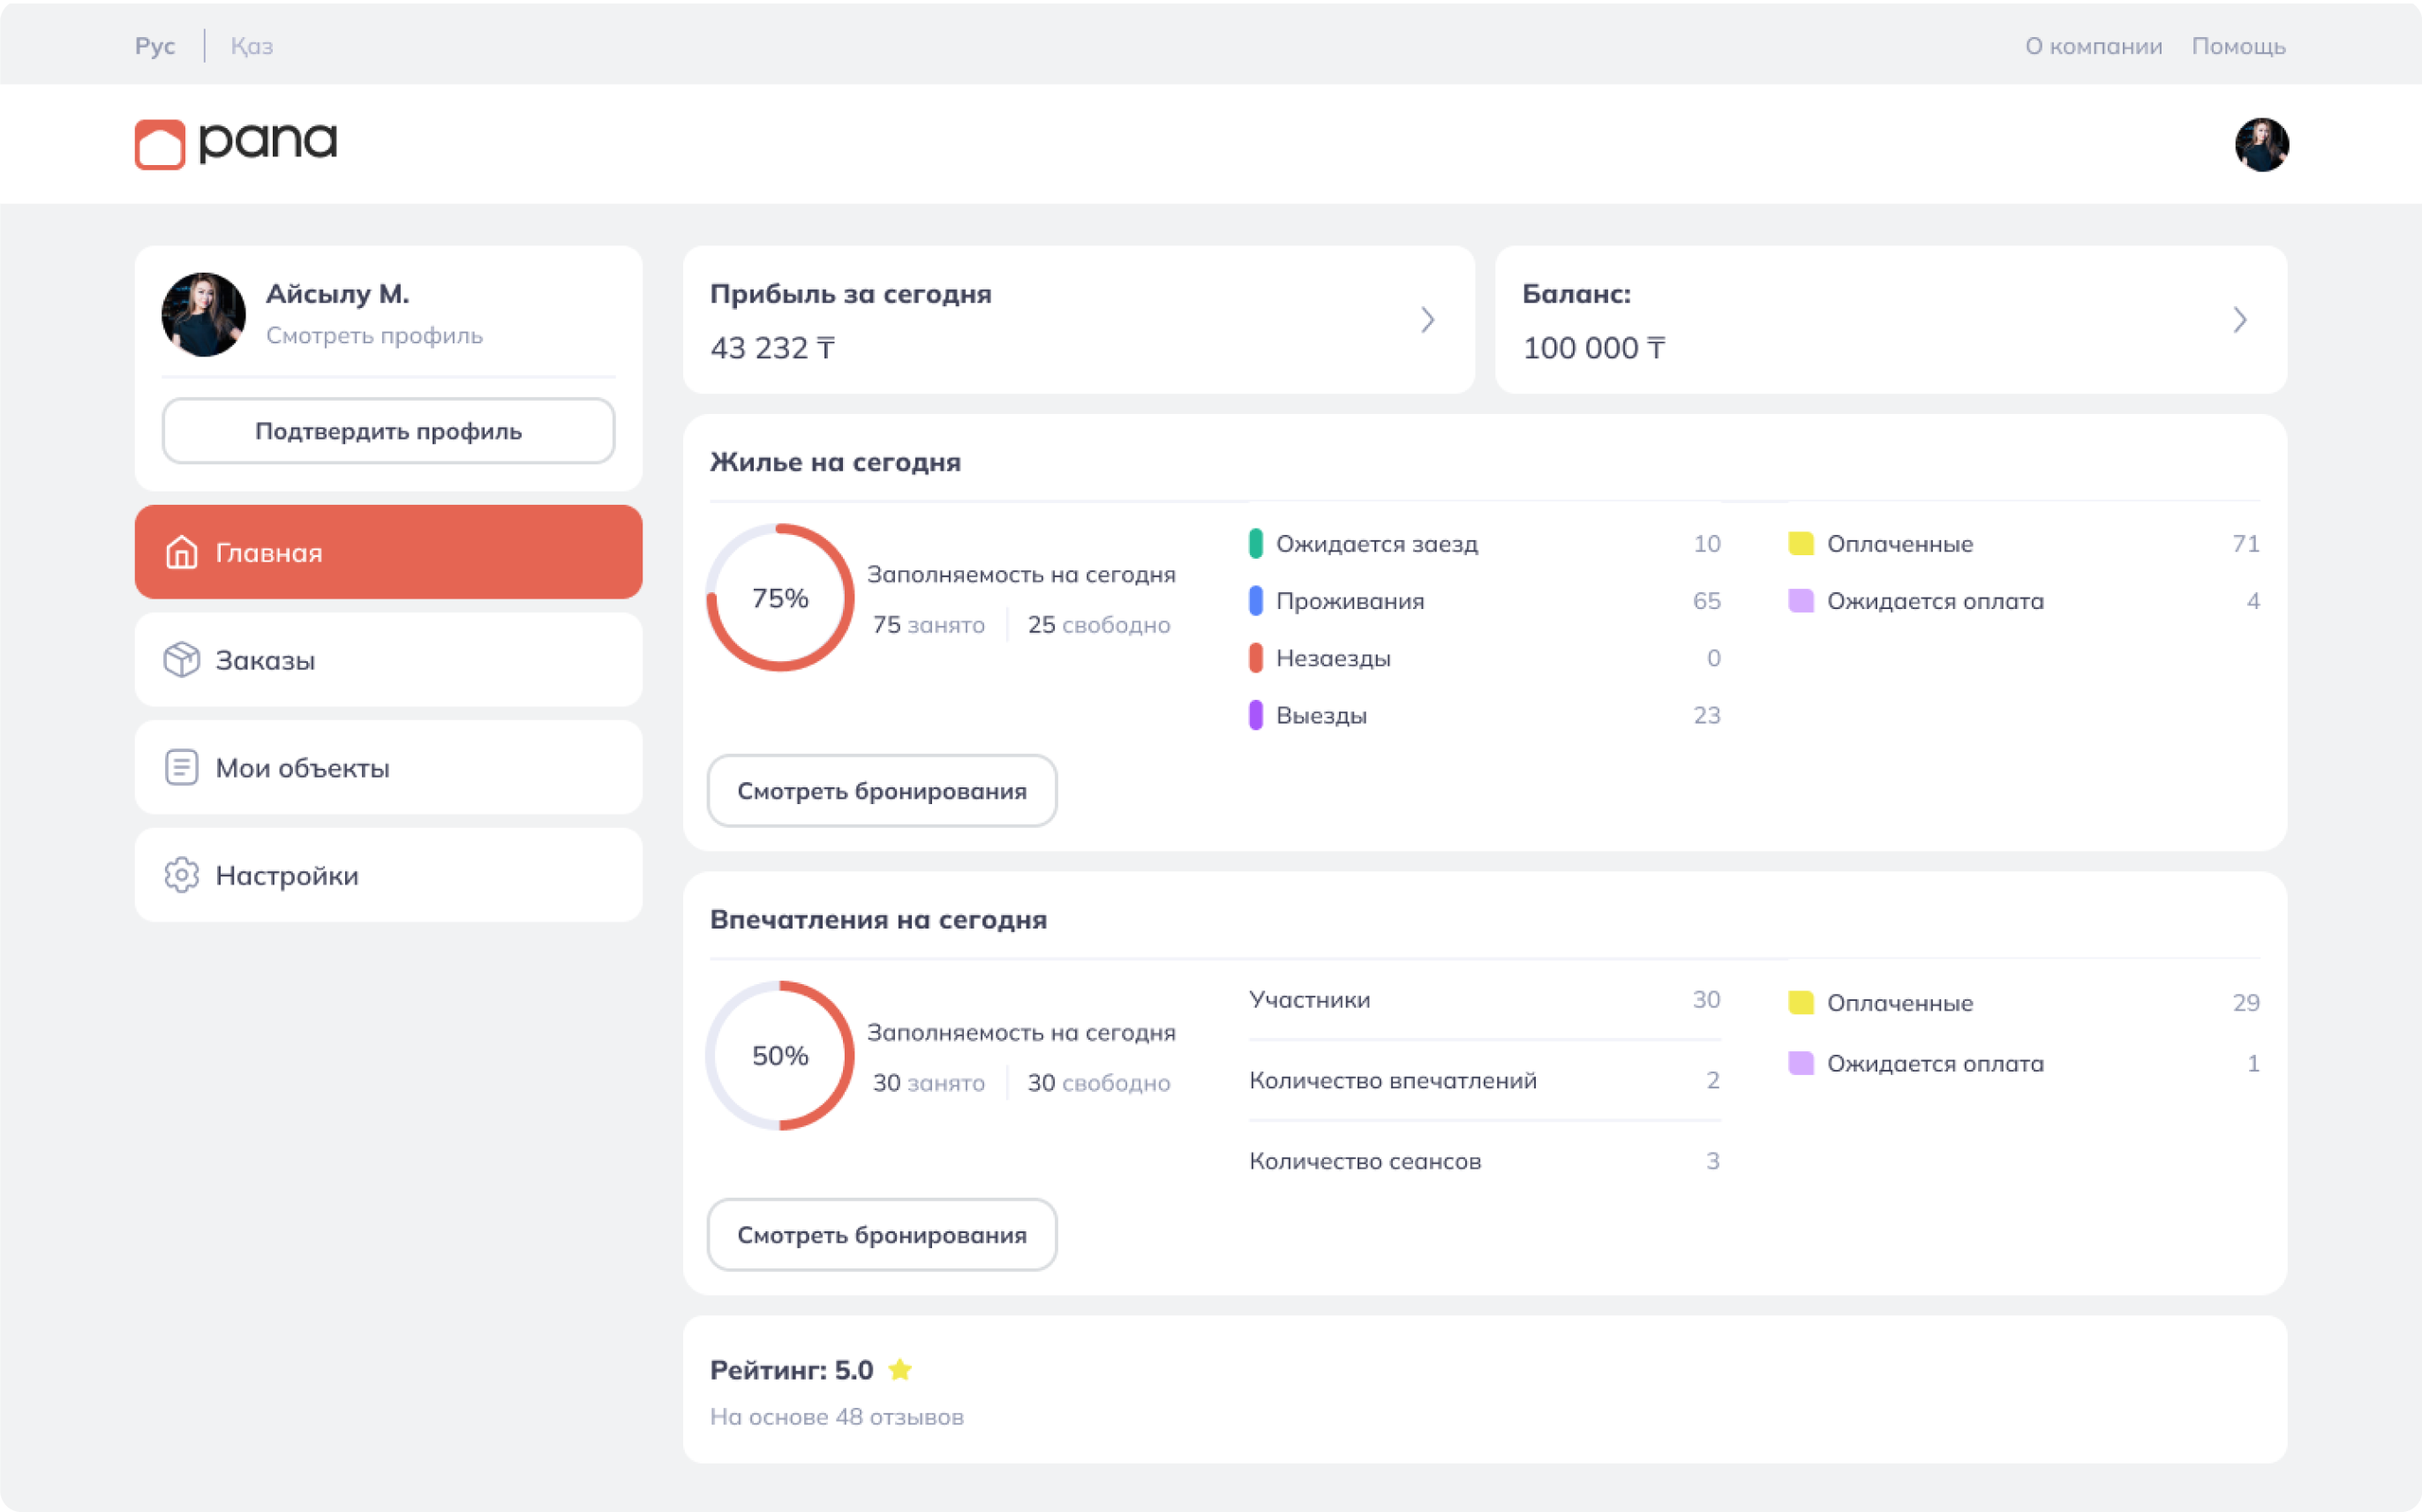 Рус Қаз О компании Помощь
pana
Айсылу М.
Смотреть профиль
Подтвердить профиль
Главная
Заказы
Мои объекты
Настройки
Прибыль за сегодня
43 232 ₸
Баланс:
100 000 ₸
Жилье на сегодня
75%
Заполняемость на сегодня
75 занято 25 свободно
Ожидается заезд 10
Проживания 65
Незаезды 0
Выезды 23
Оплаченные 71
Ожидается оплата 4
Смотреть бронирования
Впечатления на сегодня
50%
Заполняемость на сегодня
30 занято 30 свободно
Участники 30
Количество впечатлений 2
Количество сеансов 3
Оплаченные 29
Ожидается оплата 1
Смотреть бронирования
Рейтинг: 5.0
На основе 48 отзывов